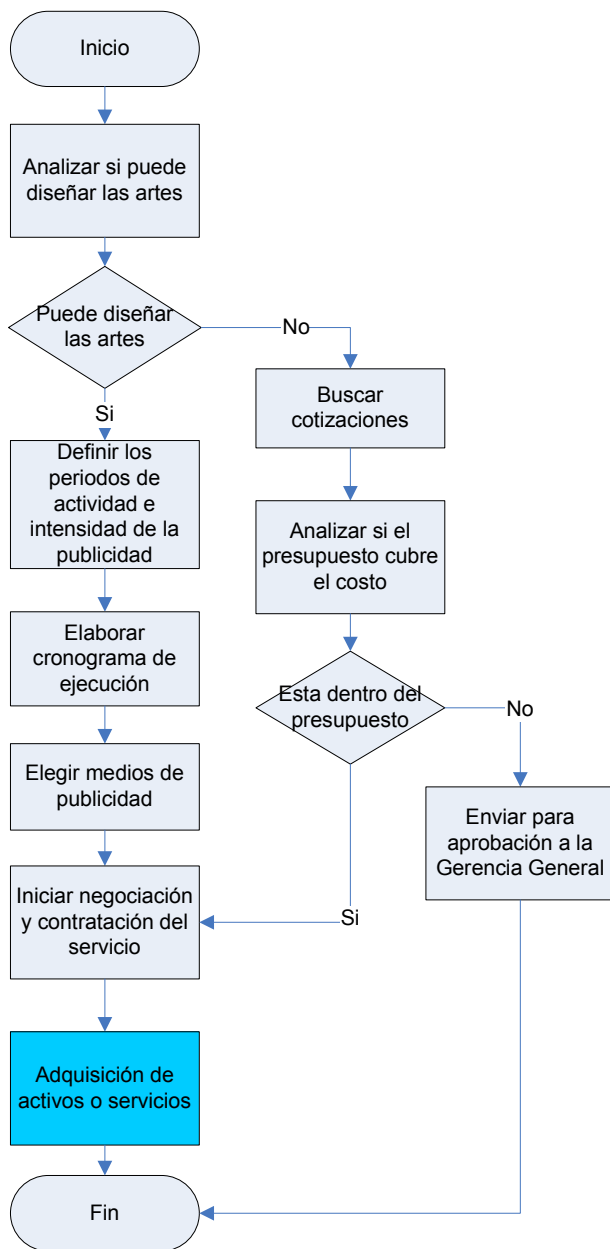 Inicio
Analizar si puede
diseñar las artes
Puede diseñar
las artes
No
Si
Buscar
cotizaciones
Definir los
periodos de
actividad e
intensidad de la
publicidad
Analizar si el
presupuesto cubre
el costo
Elaborar
cronograma de
ejecución
Esta dentro del
presupuesto
No
Elegir medios de
publicidad
Enviar para
aprobación a la
Gerencia General
Iniciar negociación
y contratación del
servicio
Si
Adquisición de
activos o servicios
Fin